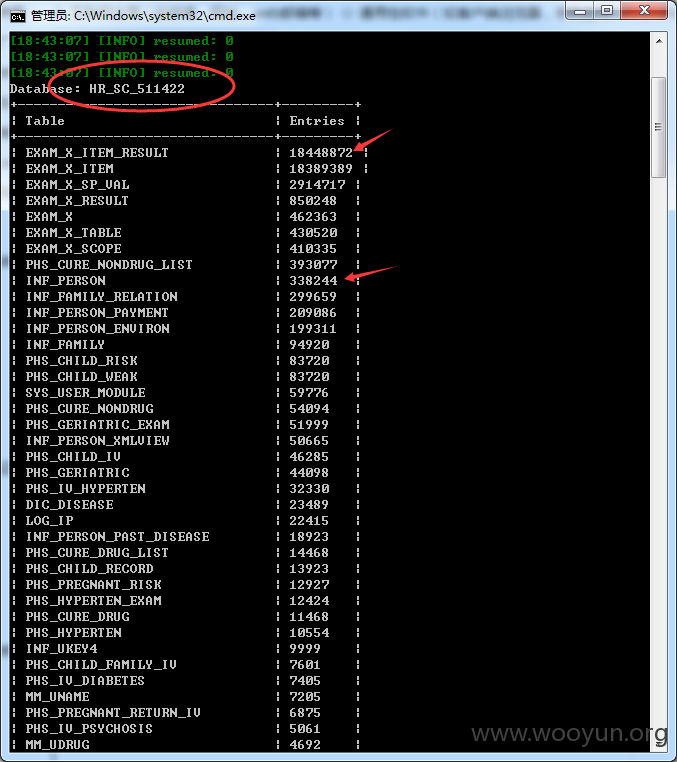 管理员: C:\Windows\system32\cmd.exe
[18:43:07] [INFO] resumed: 0
[18:43:07] [INFO] resumed: 0
[18:43:07] [INFO] resumed: 0
Database: HR_SC_511422
+--------------------------------+---------+
| Table | Entries |
+--------------------------------+---------+
| EXAM_X_ITEM_RESULT | 18448872 |
| EXAM_X_ITEM | 18389389 |
| EXAM_X_SP_VAL | 2914717 |
| EXAM_X_RESULT | 850248 |
| EXAM_X | 462363 |
| EXAM_X_TABLE | 430520 |
| EXAM_X_SCOPE | 410335 |
| PHS_CURE_NONDRUG_LIST | 393077 |
| INF_PERSON | 338244 |
| INF_FAMILY_RELATION | 299659 |
| INF_PERSON_PAYMENT | 209086 |
| INF_PERSON_ENVIRON | 199311 |
| INF_FAMILY | 94920 |
| PHS_CHILD_RISK | 83720 |
| PHS_CHILD_WEAK | 83720 |
| SYS_USER_MODULE | 59776 |
| PHS_CURE_NONDRUG | 54094 |
| PHS_GERIATRIC_EXAM | 51999 |
| INF_PERSON_XMLVIEW | 50665 |
| PHS_CHILD_IV | 46285 |
| PHS_GERIATRIC | 44098 |
| PHS_IV_HYPERTEN | 32330 |
| DIC_DISEASE | 23489 |
| LOG_IP | 22415 |
| INF_PERSON_PAST_DISEASE | 18923 |
| PHS_CURE_DRUG_LIST | 14468 |
| PHS_CHILD_RECORD | 13923 |
| PHS_PREGNANT_RISK | 12927 |
| PHS_HYPERTEN_EXAM | 12424 |
| PHS_CURE_DRUG | 11468 |
| PHS_HYPERTEN | 10554 |
| INF_UKEY4 | 9999 |
| PHS_CHILD_FAMILY_IV | 7601 |
| PHS_IV_DIABETES | 7405 |
| MM_UNAME | 7205 |
| PHS_PREGNANT_RETURN_IV | 6875 |
| PHS_IV_PSYCHOSIS | 5061 |
| MM_UDRUG | 4692 |
www.wooyun.org